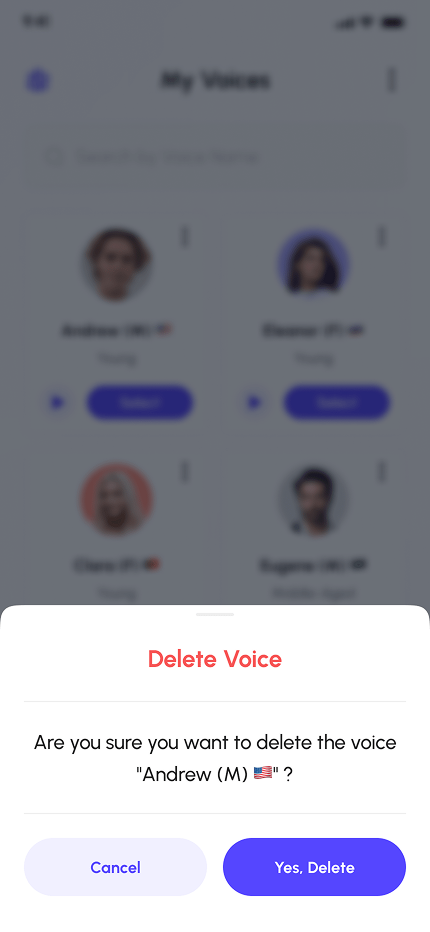 9:41
My Voices
Search by Voice Name
Andrew (M) 🇺🇸
Eleanor (F)
Young
Young
Select
Select
Clara (F)
Eugene (M)
Young
Middle-Aged
Delete Voice
Are you sure you want to delete the voice
"Andrew (M) 🇺🇸" ?
Cancel
Yes, Delete